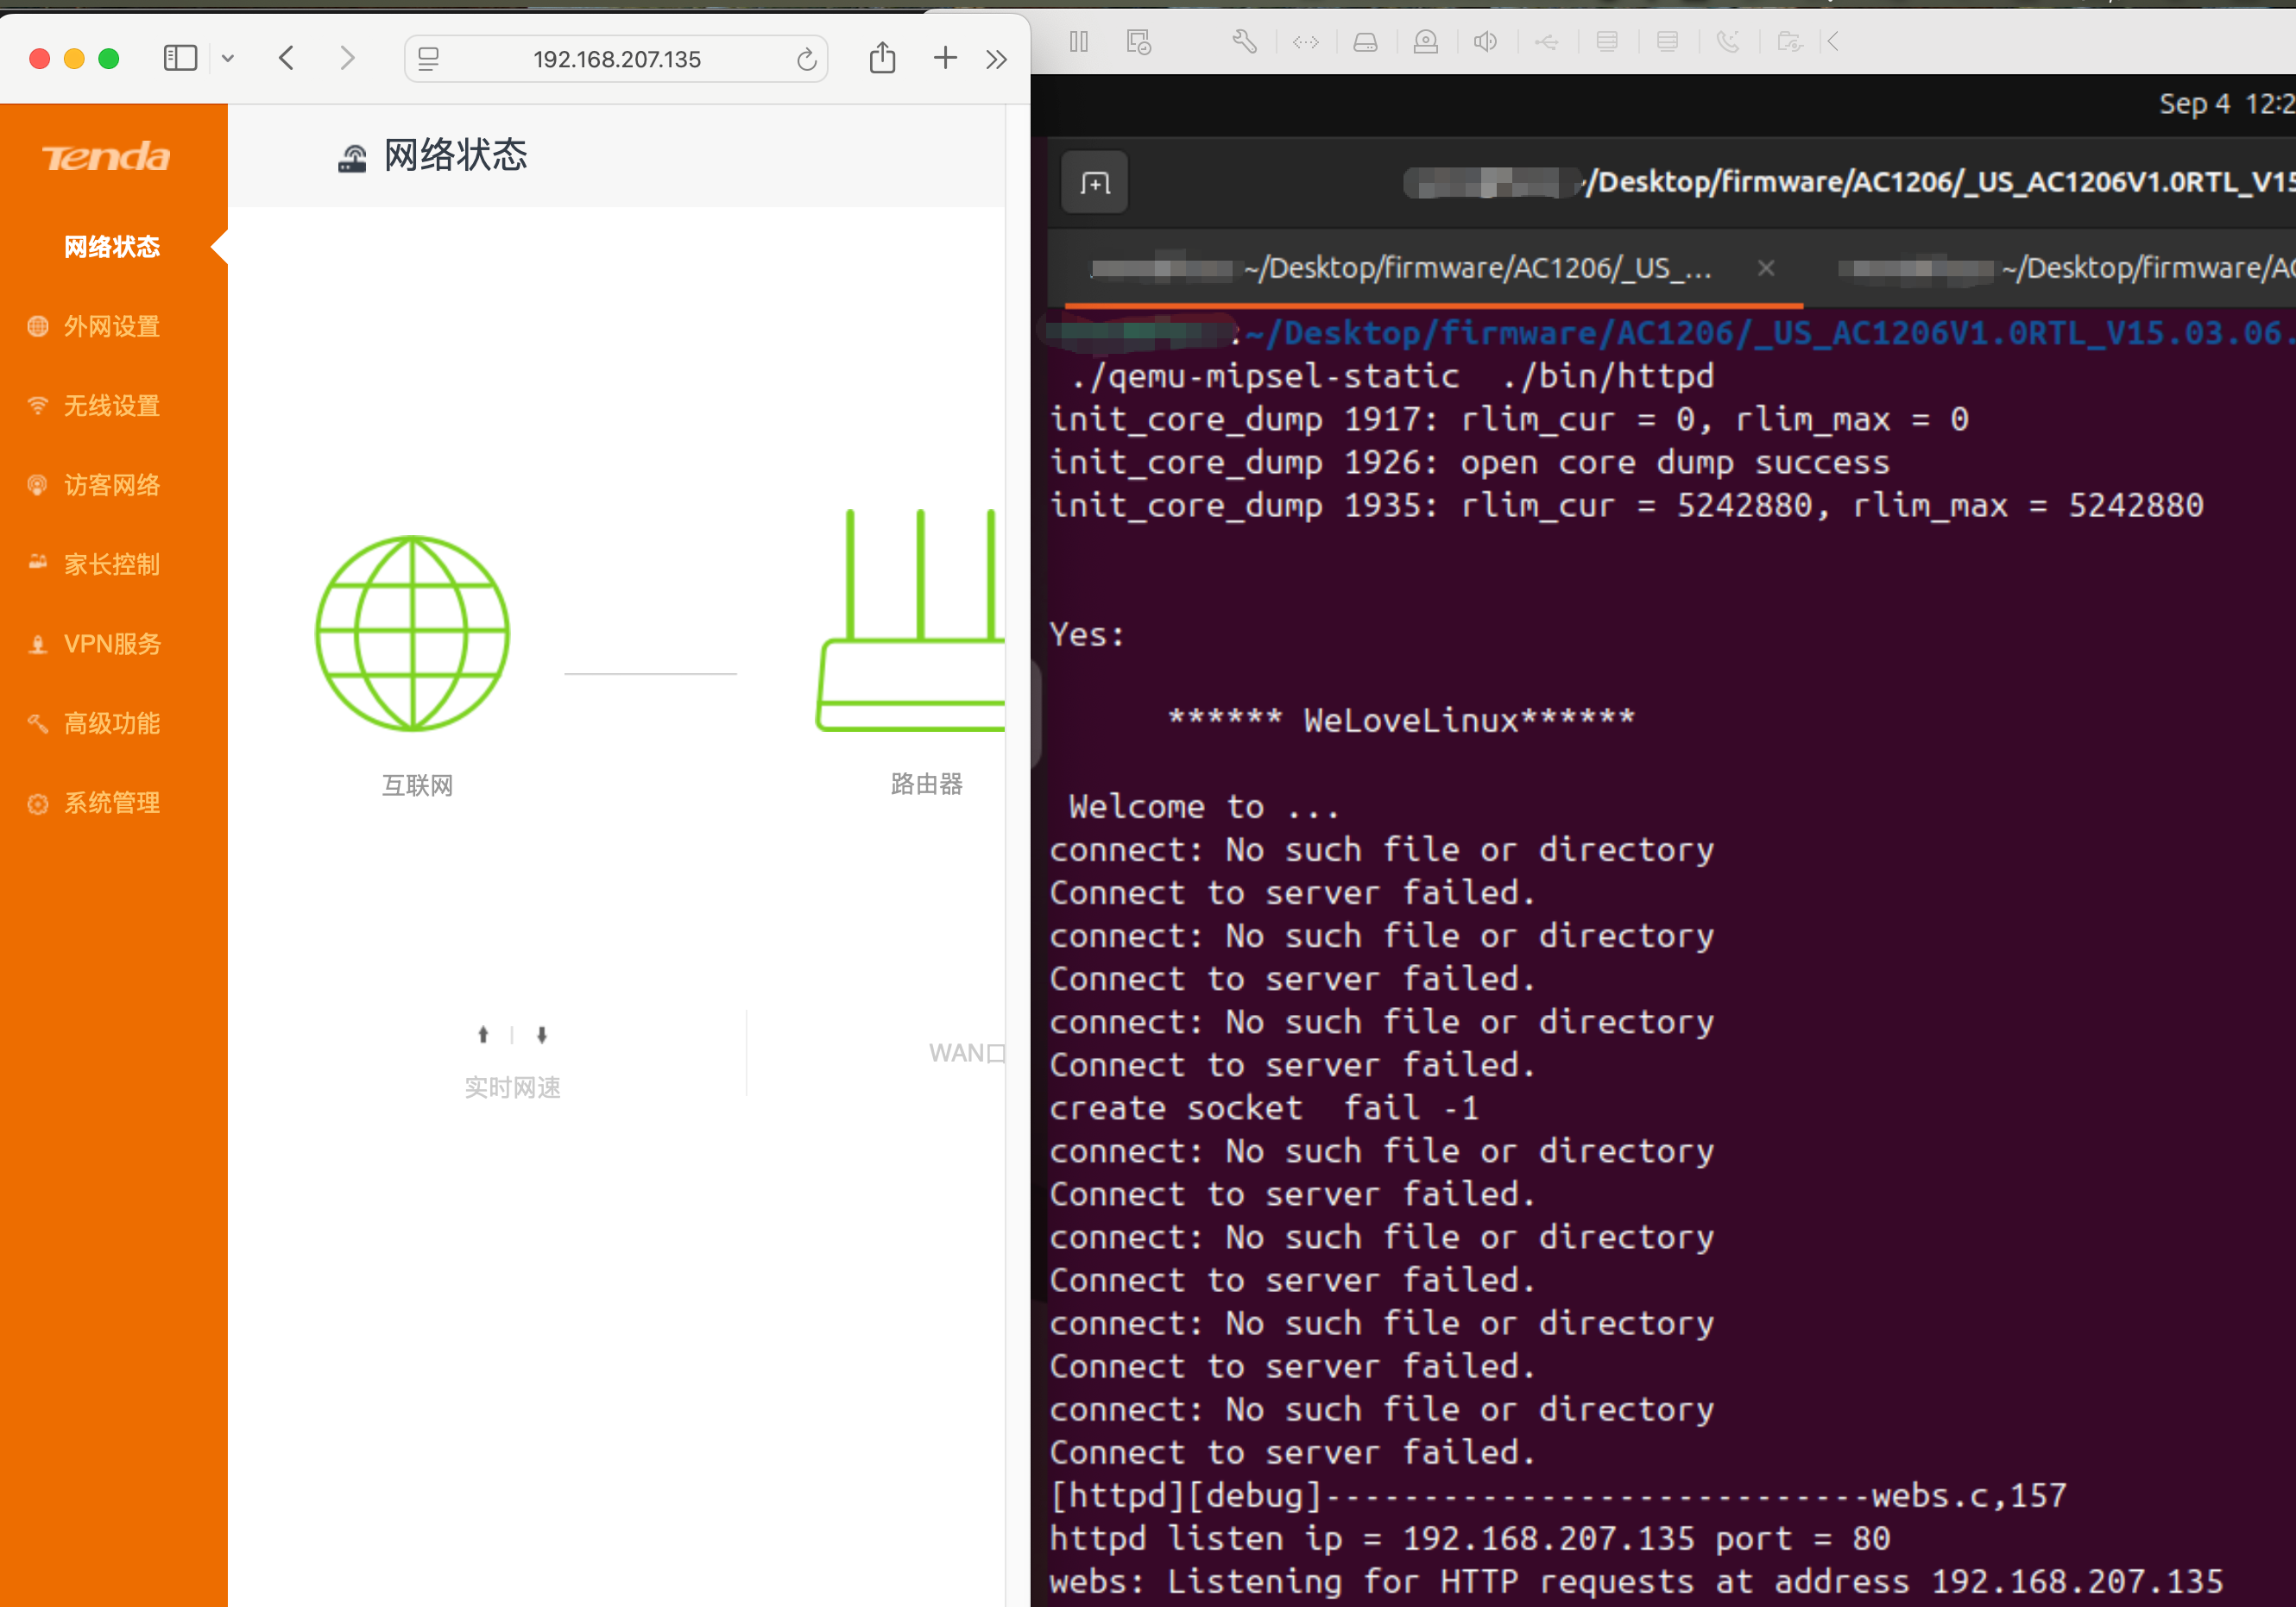 192.168.207.135
Tenda
网络状态
网络状态
外网设置
无线设置
访客网络
家长控制
VPN服务
高级功能
系统管理
互联网
路由器
实时网速
WAN口
Sep 4 12:2
~/Desktop/firmware/AC1206/_US_AC1206V1.0RTL_V15
~/Desktop/firmware/AC1206/_US_...
~/Desktop/firmware/AC
:~/Desktop/firmware/AC1206/_US_AC1206V1.0RTL_V15.03.06.
./qemu-mipsel-static  ./bin/httpd
init_core_dump 1917: rlim_cur = 0, rlim_max = 0
init_core_dump 1926: open core dump success
init_core_dump 1935: rlim_cur = 5242880, rlim_max = 5242880
Yes:
****** WeLoveLinux******
Welcome to ...
connect: No such file or directory
Connect to server failed.
connect: No such file or directory
Connect to server failed.
connect: No such file or directory
Connect to server failed.
create socket  fail -1
connect: No such file or directory
Connect to server failed.
connect: No such file or directory
Connect to server failed.
connect: No such file or directory
Connect to server failed.
connect: No such file or directory
Connect to server failed.
[httpd][debug]----------------------------webs.c,157
httpd listen ip = 192.168.207.135 port = 80
webs: Listening for HTTP requests at address 192.168.207.135